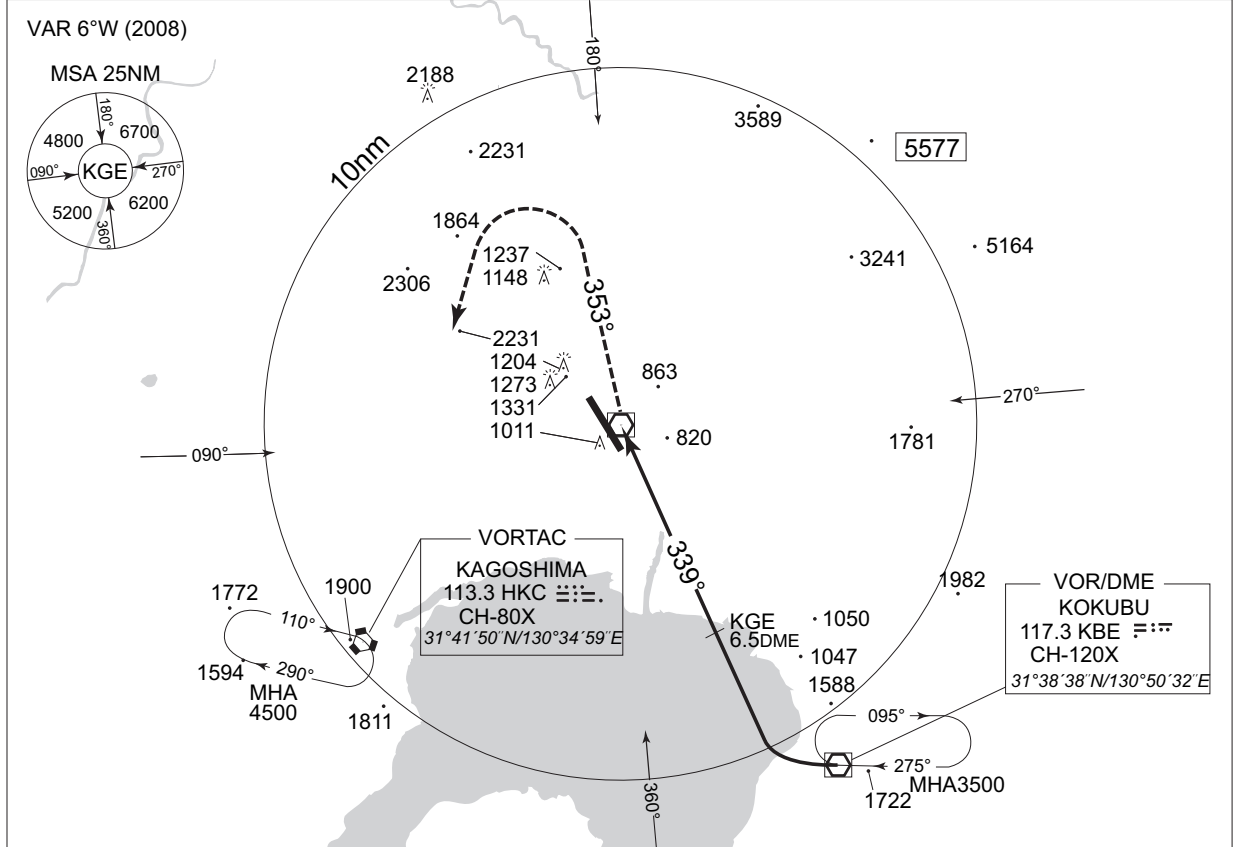 VAR 6°W (2008)
MSA 25NM
180°
4800
6700
090°
KGE
270°
5200
6200
360°
180°
2188
3589
5577
10nm
2231
1864
1237
1148
2306
3241
5164
353°
2231
1204
1273
1331
1011
863
820
270°
1781
090°
339°
VORTAC
KAGOSHIMA
113.3 HKC
CH-80X
31°41´50˝N/130°34´59˝E
1772
1900
110°
1594
290°
MHA
4500
1811
KGE
6.5DME
1050
1047
1588
1982
VOR/DME
KOKUBU
117.3 KBE
CH-120X
31°38´38˝N/130°50´32˝E
095°
275°
MHA3500
1722
360°